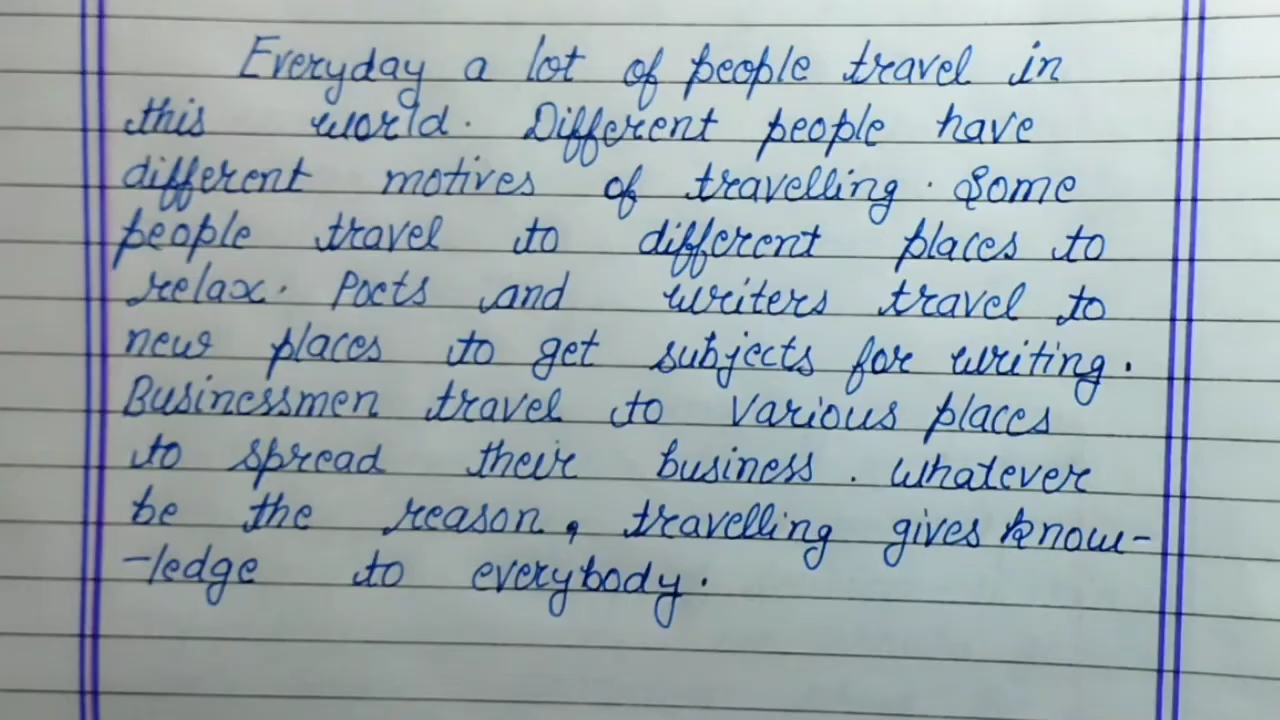 Everyday a lot of people travel in
this world. Different people have
different motives of travelling. Some
people travel to different places to
relax. Poets and writers travel to
new places to get subjects for writing.
Businessmen travel to various places
to spread their business. Whatever
be the reason, travelling gives know-
-ledge to everybody.